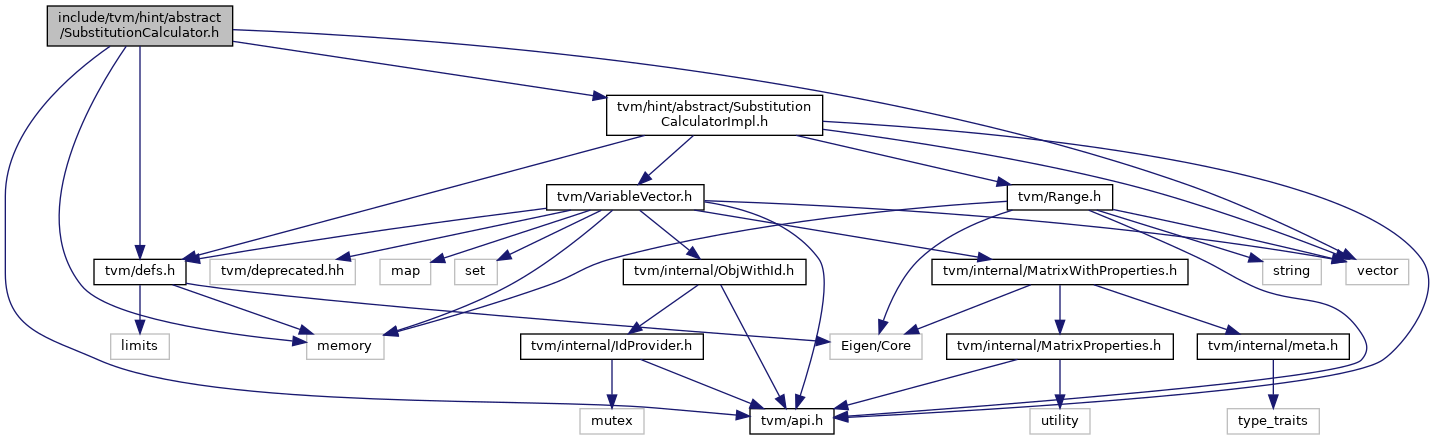 include/tvm/hint/abstract
/SubstitutionCalculator.h
tvm/hint/abstract/Substitution
CalculatorImpl.h
tvm/VariableVector.h
tvm/Range.h
tvm/defs.h
tvm/deprecated.hh
map
set
tvm/internal/ObjWithId.h
tvm/internal/MatrixWithProperties.h
string
vector
limits
memory
tvm/internal/IdProvider.h
Eigen/Core
tvm/internal/MatrixProperties.h
tvm/internal/meta.h
mutex
tvm/api.h
utility
type_traits